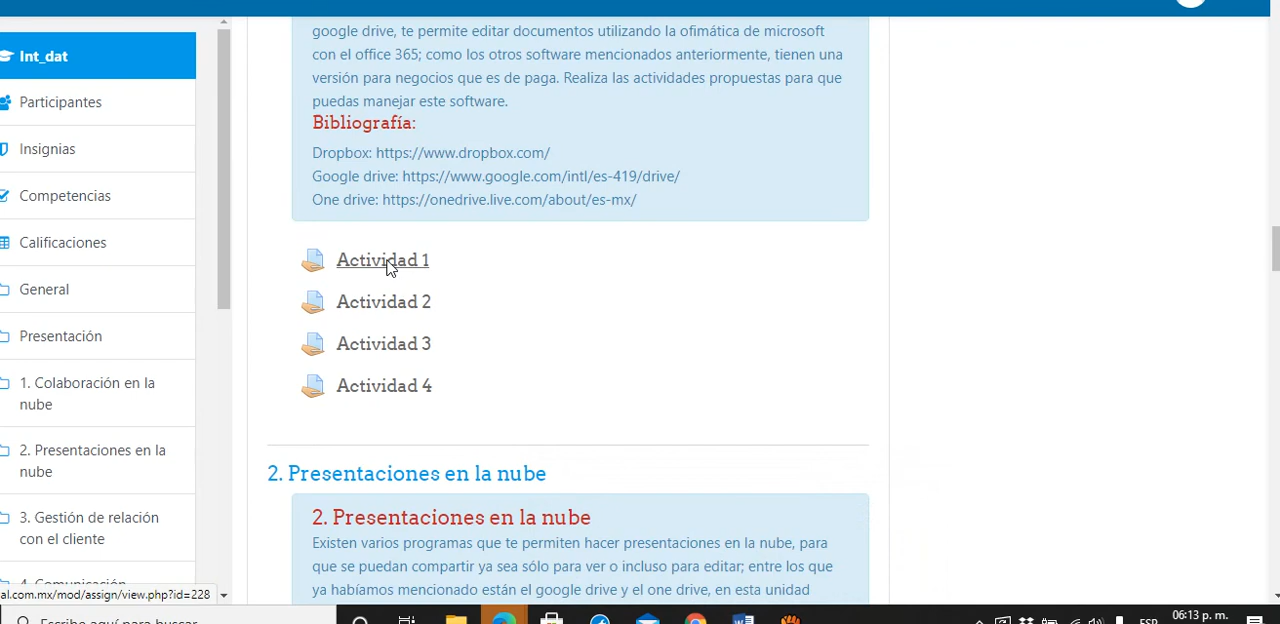 Int_dat
Participantes
Insignias
Competencias
Calificaciones
General
Presentación
1. Colaboración en la
nube
2. Presentaciones en la
nube
3. Gestión de relación
con el cliente
4. Comunicación
al.com.mx/mod/assign/view.php?id=228
google drive, te permite editar documentos utilizando la ofimática de microsoft
con el office 365; como los otros software mencionados anteriormente, tienen una
versión para negocios que es de paga. Realiza las actividades propuestas para que
puedas manejar este software.
Bibliografía:
Dropbox: https://www.dropbox.com/
Google drive: https://www.google.com/intl/es-419/drive/
One drive: https://onedrive.live.com/about/es-mx/
Actividad 1
Actividad 2
Actividad 3
Actividad 4
2. Presentaciones en la nube
2. Presentaciones en la nube
Existen varios programas que te permiten hacer presentaciones en la nube, para
que se puedan compartir ya sea sólo para ver o incluso para editar; entre los que
ya habíamos mencionado están el google drive y el one drive, en esta unidad
Escribe aquí para buscar
ESP
06:13 p. m.